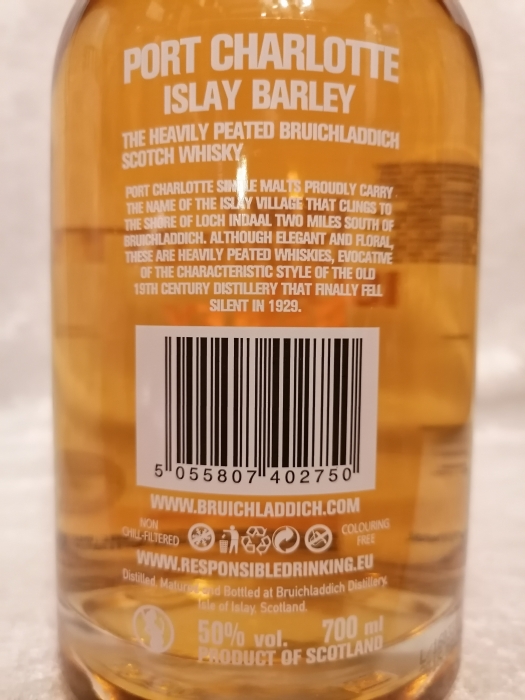 PORT CHARLOTTE
ISLAY BARLEY
THE HEAVILY PEATED BRUICHLADDICH
SCOTCH WHISKY
PORT CHARLOTTE SINGLE MALTS PROUDLY CARRY
THE NAME OF THE ISLAY VILLAGE THAT CLINGS TO
THE SHORE OF LOCH INDAAL TWO MILES SOUTH OF
BRUICHLADDICH. ALTHOUGH ELEGANT AND FLORAL,
THESE ARE HEAVILY PEATED WHISKIES, EVOCATIVE
OF THE CHARACTERISTIC STYLE OF THE OLD
19TH CENTURY DISTILLERY THAT FINALLY FELL
SILENT IN 1929.
5 055807 402750
WWW.BRUICHLADDICH.COM
NON
CHILL-FILTERED
COLOURING
FREE
WWW.RESPONSIBLEDRINKING.EU
Distilled, Matured and Bottled at Bruichladdich Distillery,
Isle of Islay, Scotland.
50% vol. 700 ml
PRODUCT OF SCOTLAND